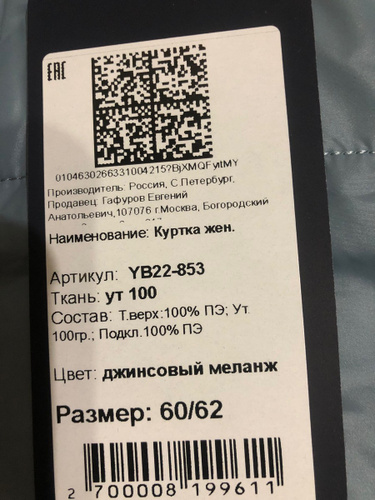 EAC
0104630266331004215?BjXMQFyitMY
Производитель: Россия, С.Петербург,
Продавец: Гафуров Евгений
Анатольевич,107076 г.Москва, Богородский
Наименование: Куртка жен.
Артикул: YB22-853
Ткань: ут 100
Состав: Т.верх:100% ПЭ; Ут.
100гр.; Подкл.100% ПЭ
Цвет: джинсовый меланж
Размер: 60/62
2 700008 199611